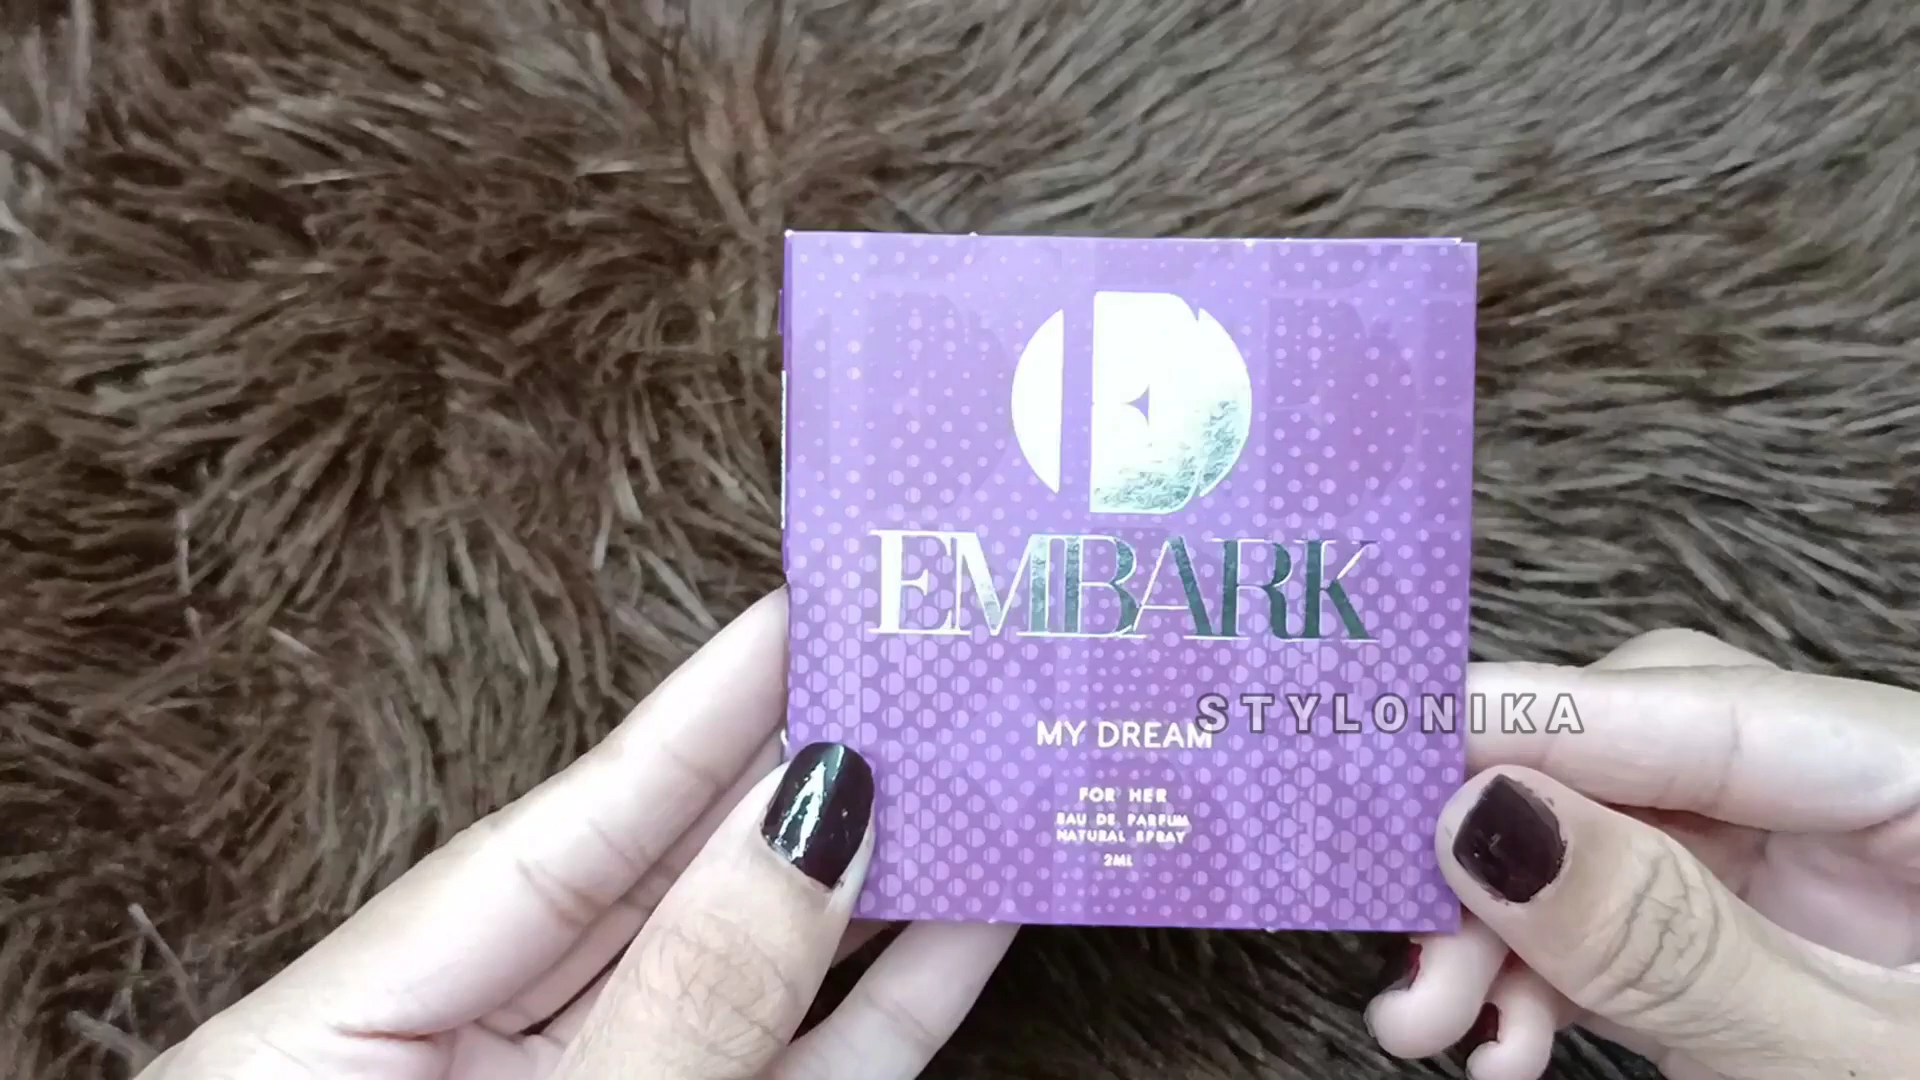 E
EMBARK
STYLONIKA
MY DREAM
FOR HER
EAU DE PARFUM
NATURAL SPRAY
2ML